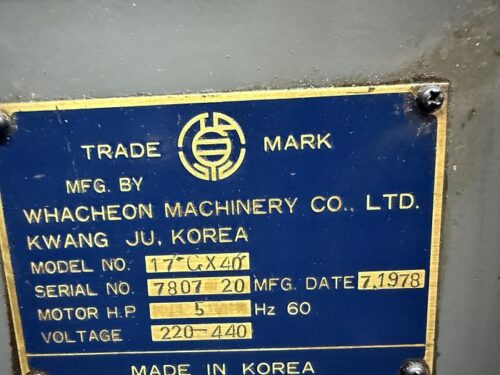 TRADE MARK
MFG. BY
WHACHEON MACHINERY CO., LTD.
KWANG JU, KOREA
MODEL NO. 17"GX40"
SERIAL NO. 7807 20 MFG. DATE 7.1978
MOTOR H.P 5 Hz 60
VOLTAGE 220-440
MADE IN KOREA